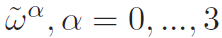 ω̃^α, α = 0, ..., 3